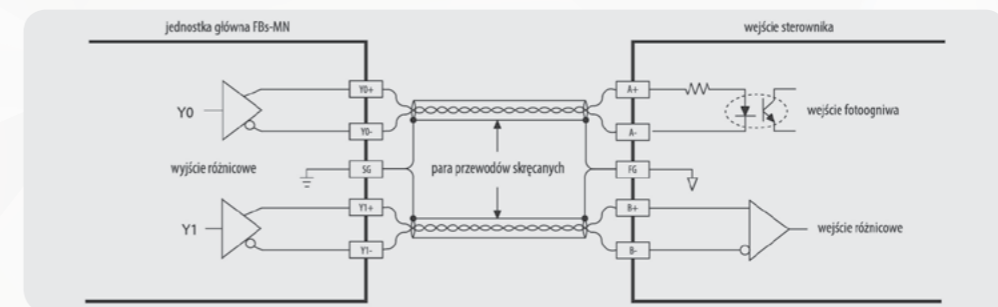 jednostka główna FBs-MN
wejście sterownika
Y0
Y0+
Y0-
A+
A-
wejście fotoogniwa
wyjście różnicowe
SG
para przewodów skręcanych
FG
Y1
Y1+
Y1-
B+
B-
wejście różnicowe